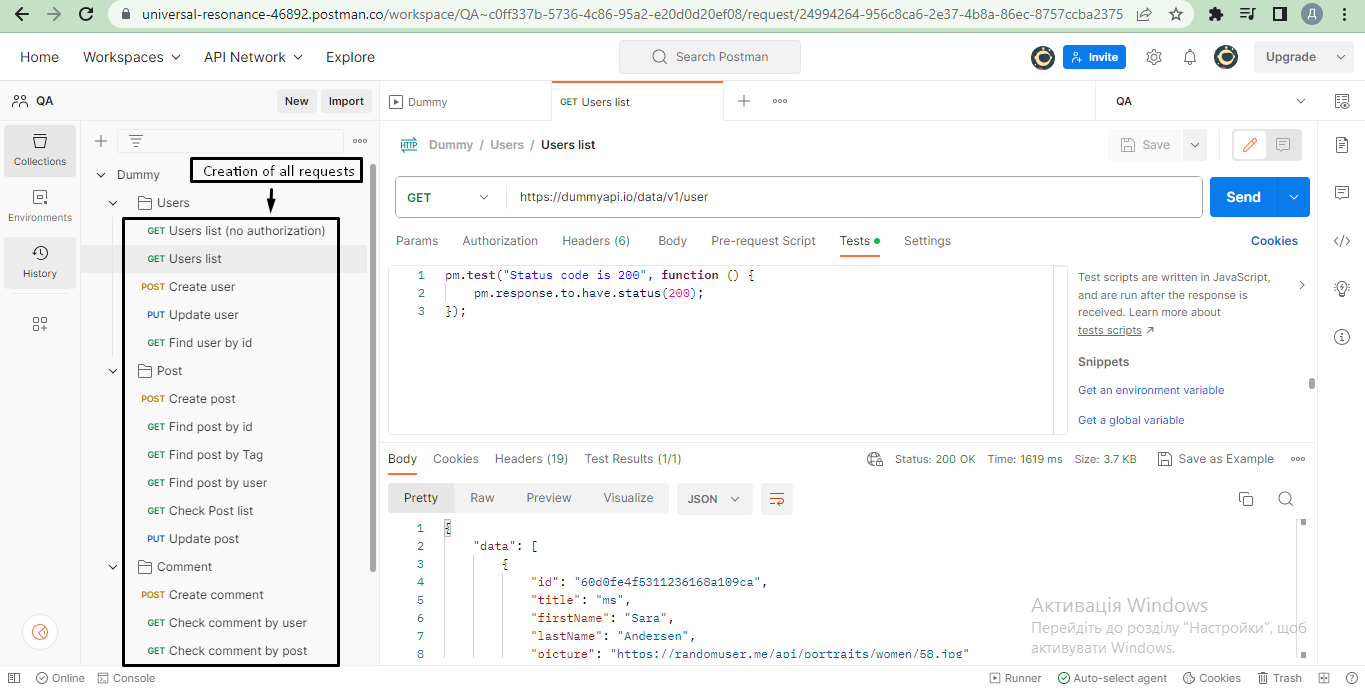 universal-resonance-46892.postman.co/workspace/QA~c0ff337b-5736-4c86-95a2-e20d0d20ef08/request/24994264-956c8ca6-2e37-4b8a-86ec-8757ccba2375
Д
Home Workspaces API Network Explore Search Postman Invite Upgrade
QA New Import Dummy GET Users list QA
Collections
Environments
History
Creation of all requests
Dummy
Users
GET Users list (no authorization)
GET Users list
POST Create user
PUT Update user
GET Find user by id
Post
POST Create post
GET Find post by id
GET Find post by Tag
GET Find post by user
GET Check Post list
PUT Update post
Comment
POST Create comment
GET Check comment by user
GET Check comment by post
HTTP Dummy / Users / Users list Save
GET https://dummyapi.io/data/v1/user Send
Params Authorization Headers (6) Body Pre-request Script Tests Settings Cookies
1 pm.test("Status code is 200", function () {
2 pm.response.to.have.status(200);
3 });
Test scripts are written in JavaScript,
and are run after the response is
received. Learn more about
tests scripts
Snippets
Get an environment variable
Get a global variable
Body Cookies Headers (19) Test Results (1/1) Status: 200 OK Time: 1619 ms Size: 3.7 KB Save as Example
Pretty Raw Preview Visualize JSON
1 {
2 "data": [
3 {
4 "id": "60d0fe4f5311236168a109ca",
5 "title": "ms",
6 "firstName": "Sara",
7 "lastName": "Andersen",
8 "picture": "https://randomuser.me/api/portraits/women/58.jpg"
Активація Windows
Перейдіть до розділу "Настройки", щоб
активувати Windows.
Online Console Runner Auto-select agent Cookies Trash